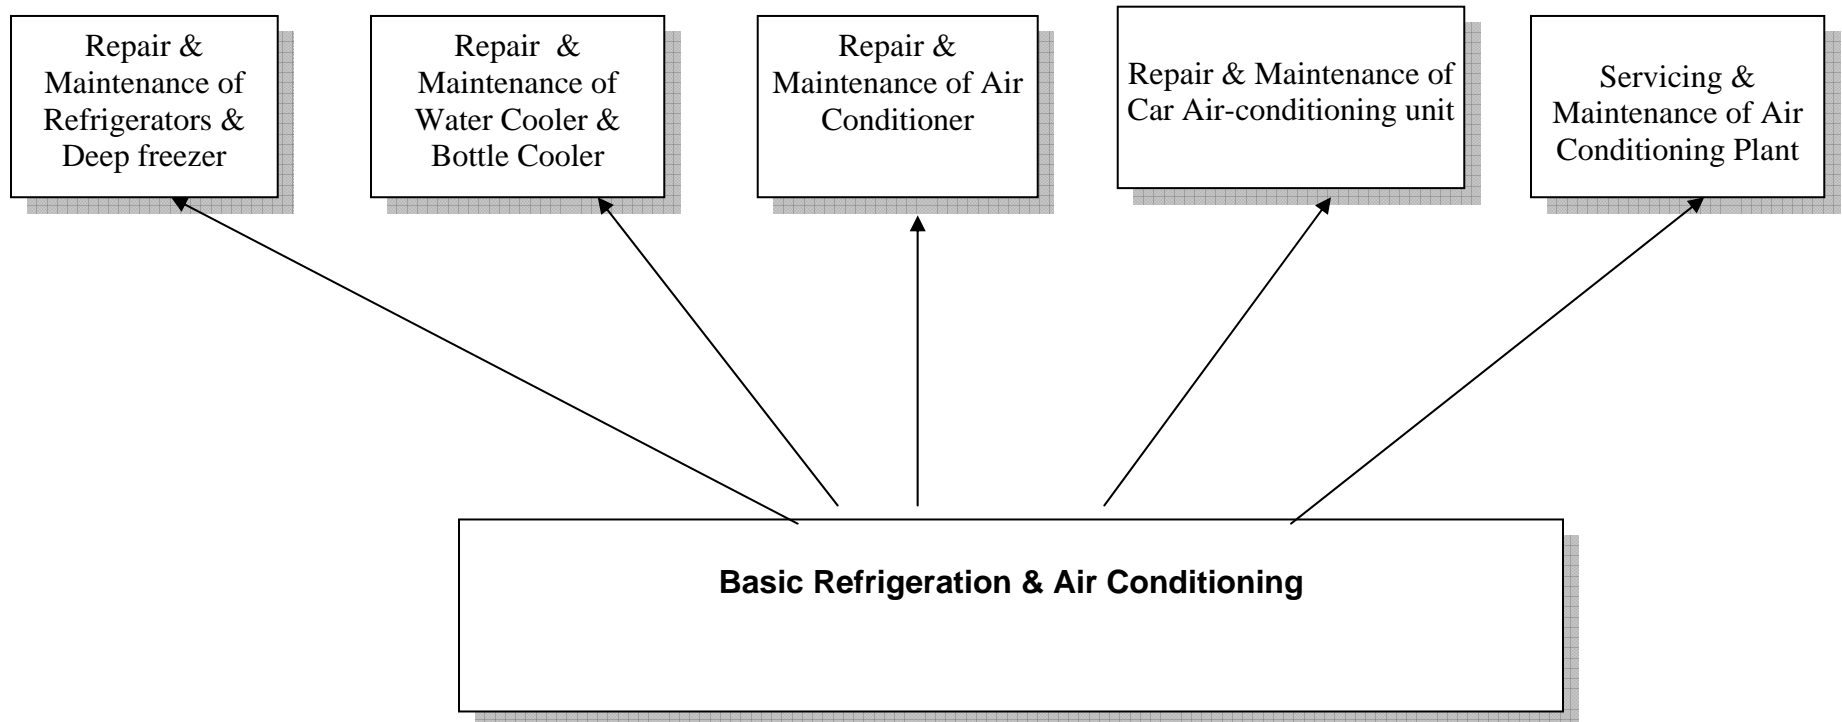 Repair &
Maintenance of
Refrigerators &
Deep freezer
Repair  &
Maintenance of
Water Cooler &
Bottle Cooler
Repair &
Maintenance of Air
Conditioner
Repair & Maintenance of
Car Air-conditioning unit
Servicing &
Maintenance of Air
Conditioning Plant
Basic Refrigeration & Air Conditioning